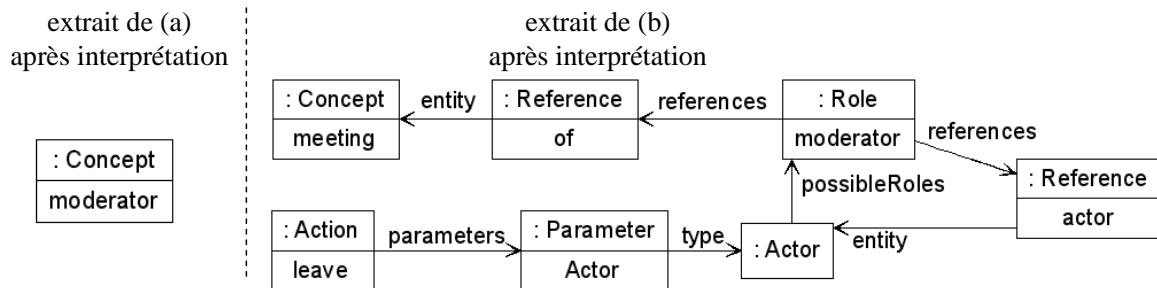 extrait de (a)
après interprétation
extrait de (b)
après interprétation
: Concept
moderator
: Concept
meeting
entity
: Reference
of
references
: Role
moderator
references
: Reference
actor
possibleRoles
: Action
leave
parameters
: Parameter
Actor
type
: Actor
entity